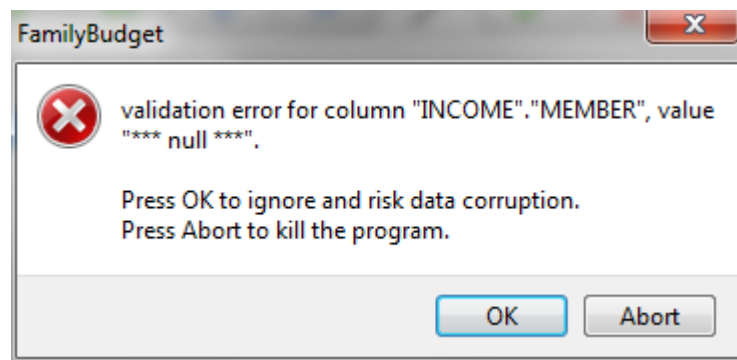 FamilyBudget
validation error for column "INCOME"."MEMBER", value
"*** null ***".
Press OK to ignore and risk data corruption.
Press Abort to kill the program.
OK
Abort